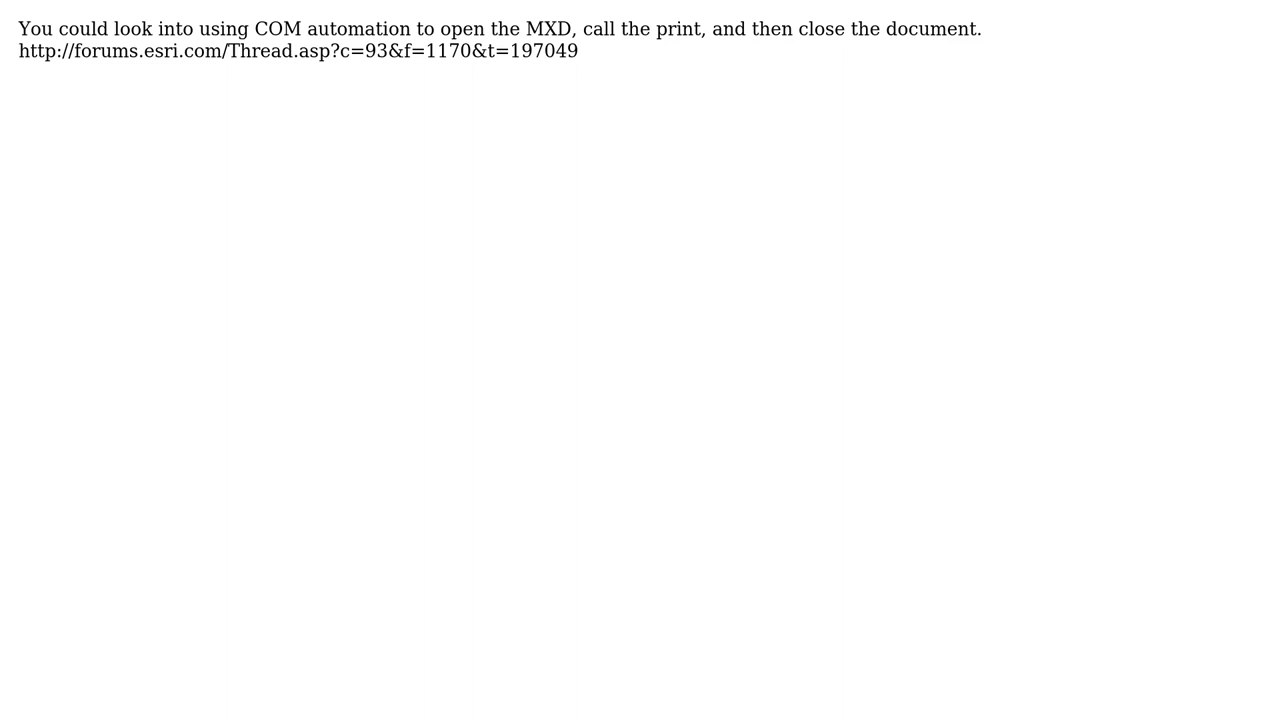 You could look into using COM automation to open the MXD, call the print, and then close the document.
http://forums.esri.com/Thread.asp?c=93&f=1170&t=197049